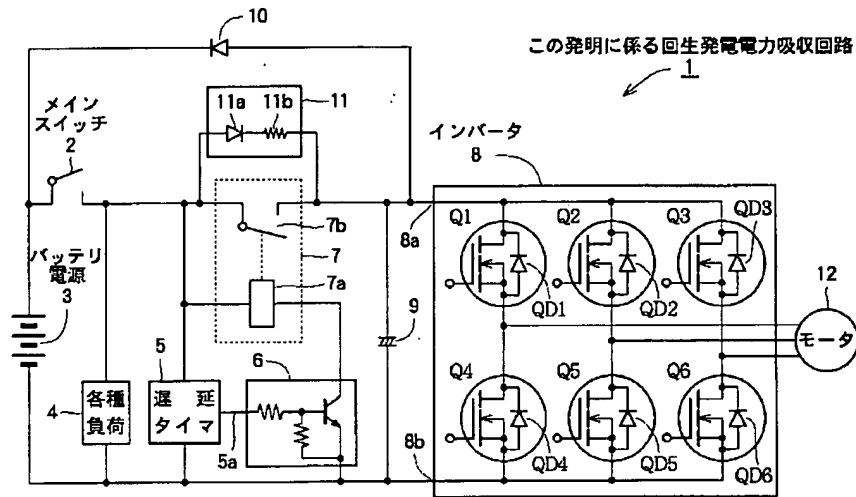 10
この発明に係る回生発電電力吸収回路
1
11a
11b
11
メイン
スイッチ
2
インバータ
8
7b
8a
7
7a
Q1
Q2
Q3
QD3
QD1
QD2
バッテリ
電源
3
9
12
モータ
5
6
4
各種
負荷
遅延
タイマ
5a
Q4
Q5
Q6
8b
QD4
QD5
QD6